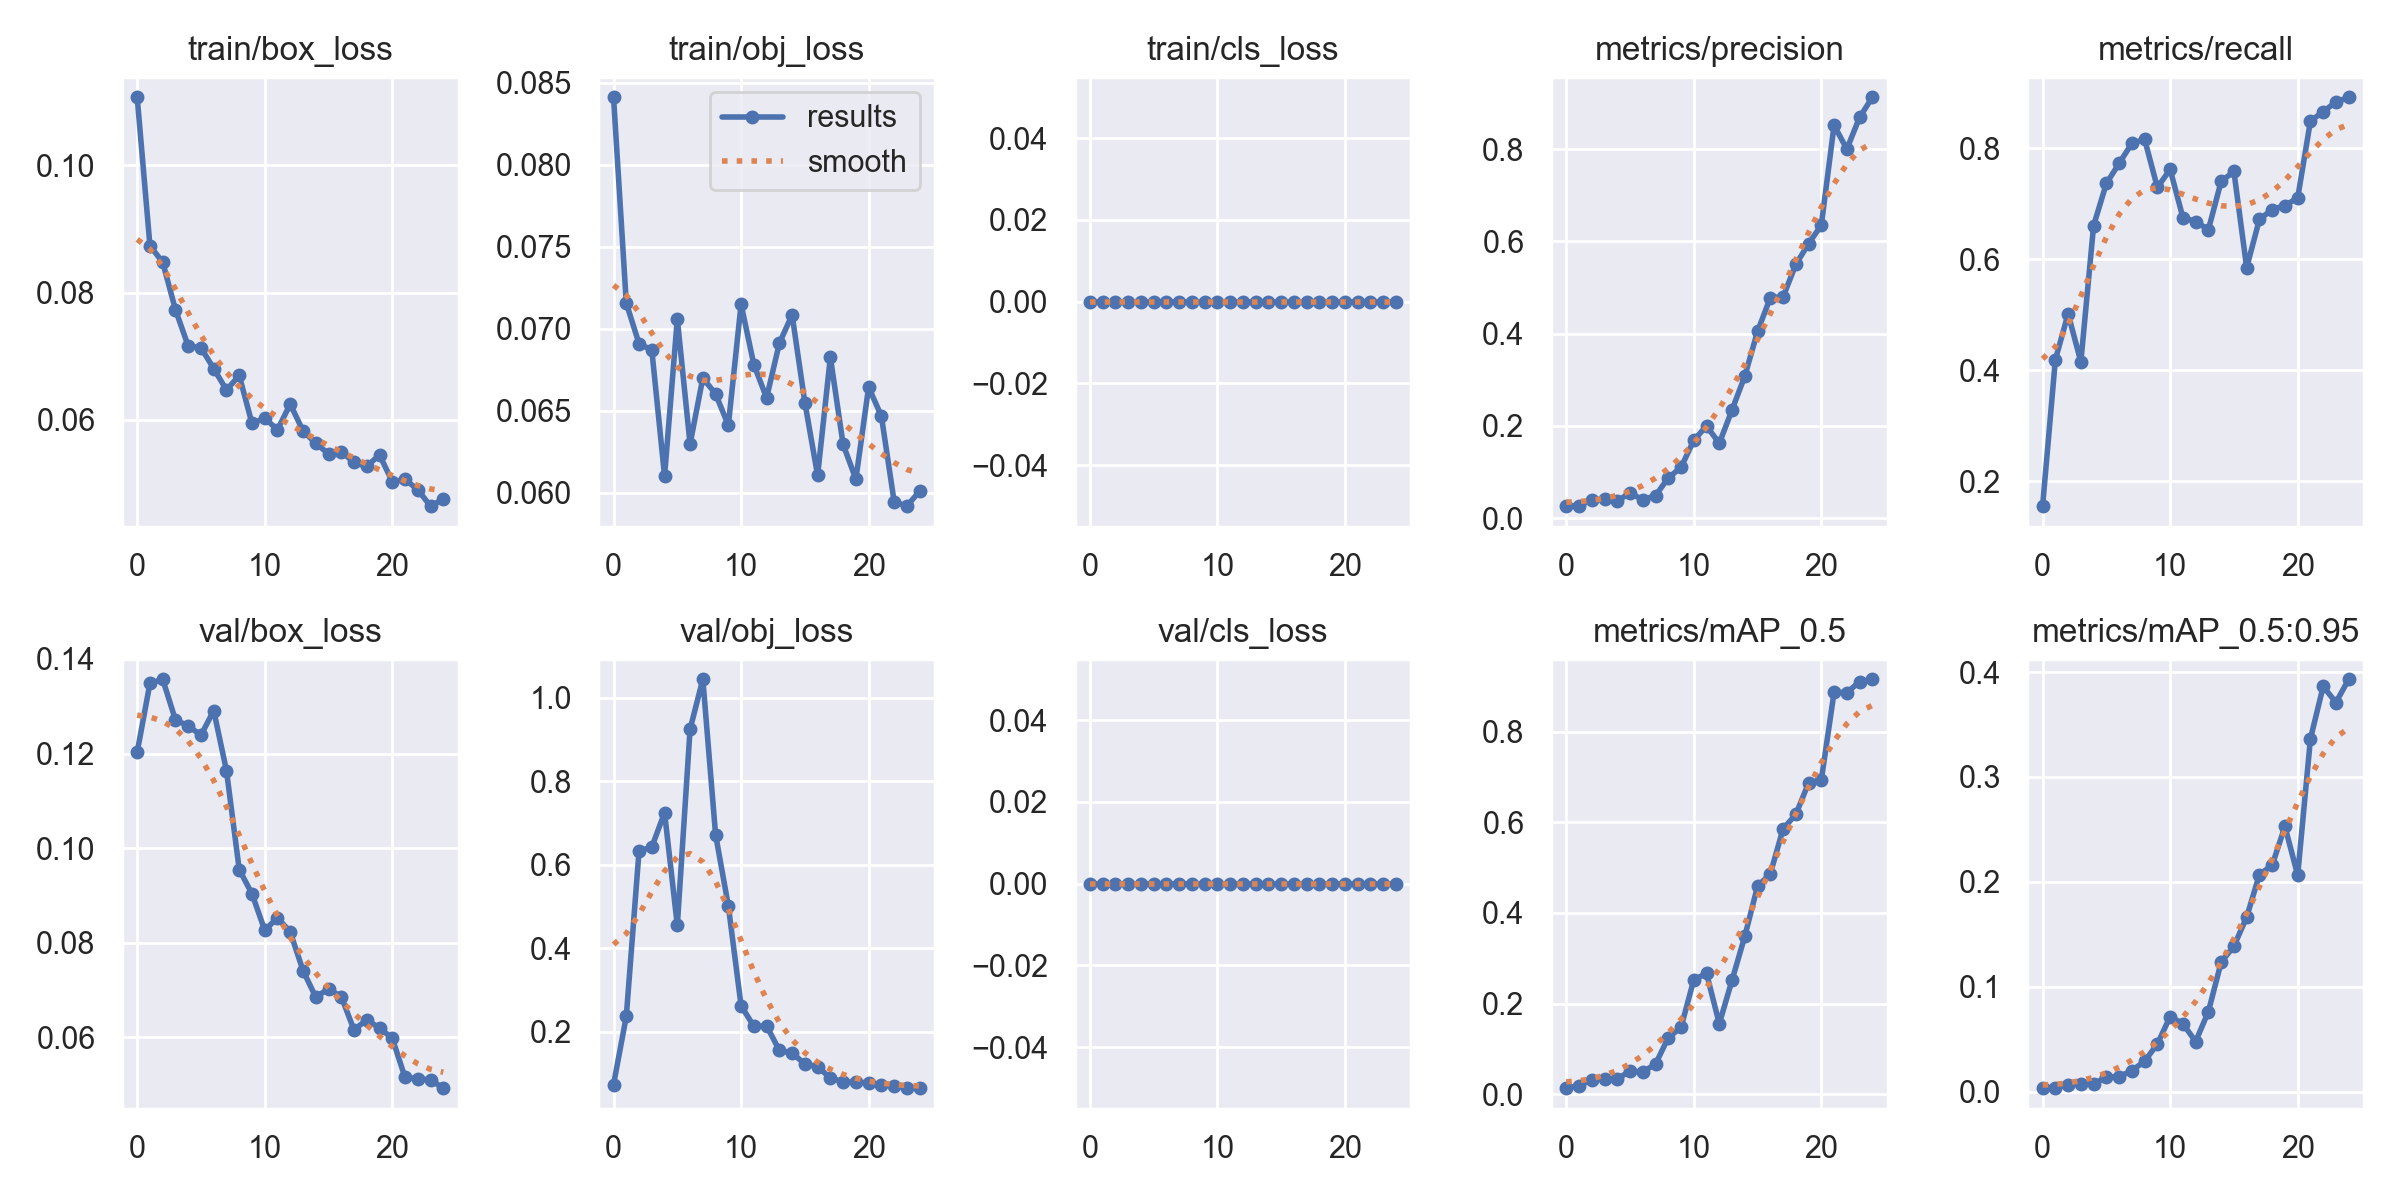 train/box_loss
0.10
0.08
0.06
0 10 20
train/obj_loss
results
smooth
0.085
0.080
0.075
0.070
0.065
0.060
0 10 20
train/cls_loss
0.04
0.02
0.00
−0.02
−0.04
0 10 20
metrics/precision
0.8
0.6
0.4
0.2
0.0
0 10 20
metrics/recall
0.8
0.6
0.4
0.2
0 10 20
val/box_loss
0.14
0.12
0.10
0.08
0.06
0 10 20
val/obj_loss
1.0
0.8
0.6
0.4
0.2
0 10 20
val/cls_loss
0.04
0.02
0.00
−0.02
−0.04
0 10 20
metrics/mAP_0.5
0.8
0.6
0.4
0.2
0.0
0 10 20
metrics/mAP_0.5:0.95
0.4
0.3
0.2
0.1
0.0
0 10 20